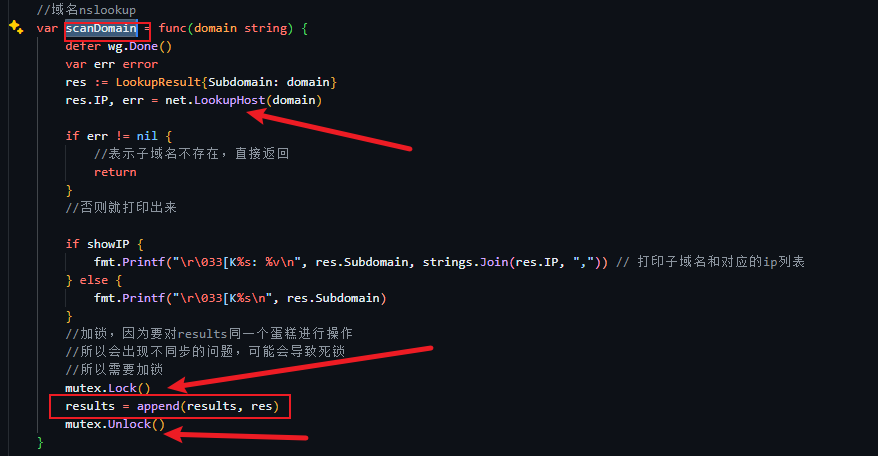 //域名nslookup
var scanDomain = func(domain string) {
defer wg.Done()
var err error
res := LookupResult{Subdomain: domain}
res.IP, err = net.LookupHost(domain)
if err != nil {
//表示子域名不存在，直接返回
return
}
//否则就打印出来
if showIP {
fmt.Printf("\r\033[K%s: %v\n", res.Subdomain, strings.Join(res.IP, ",")) // 打印子域名和对应的ip列表
} else {
fmt.Printf("\r\033[K%s\n", res.Subdomain)
}
//加锁，因为要对results同一个蛋糕进行操作
//所以会出现不同步的问题，可能会导致死锁
//所以需要加锁
mutex.Lock()
results = append(results, res)
mutex.Unlock()
}